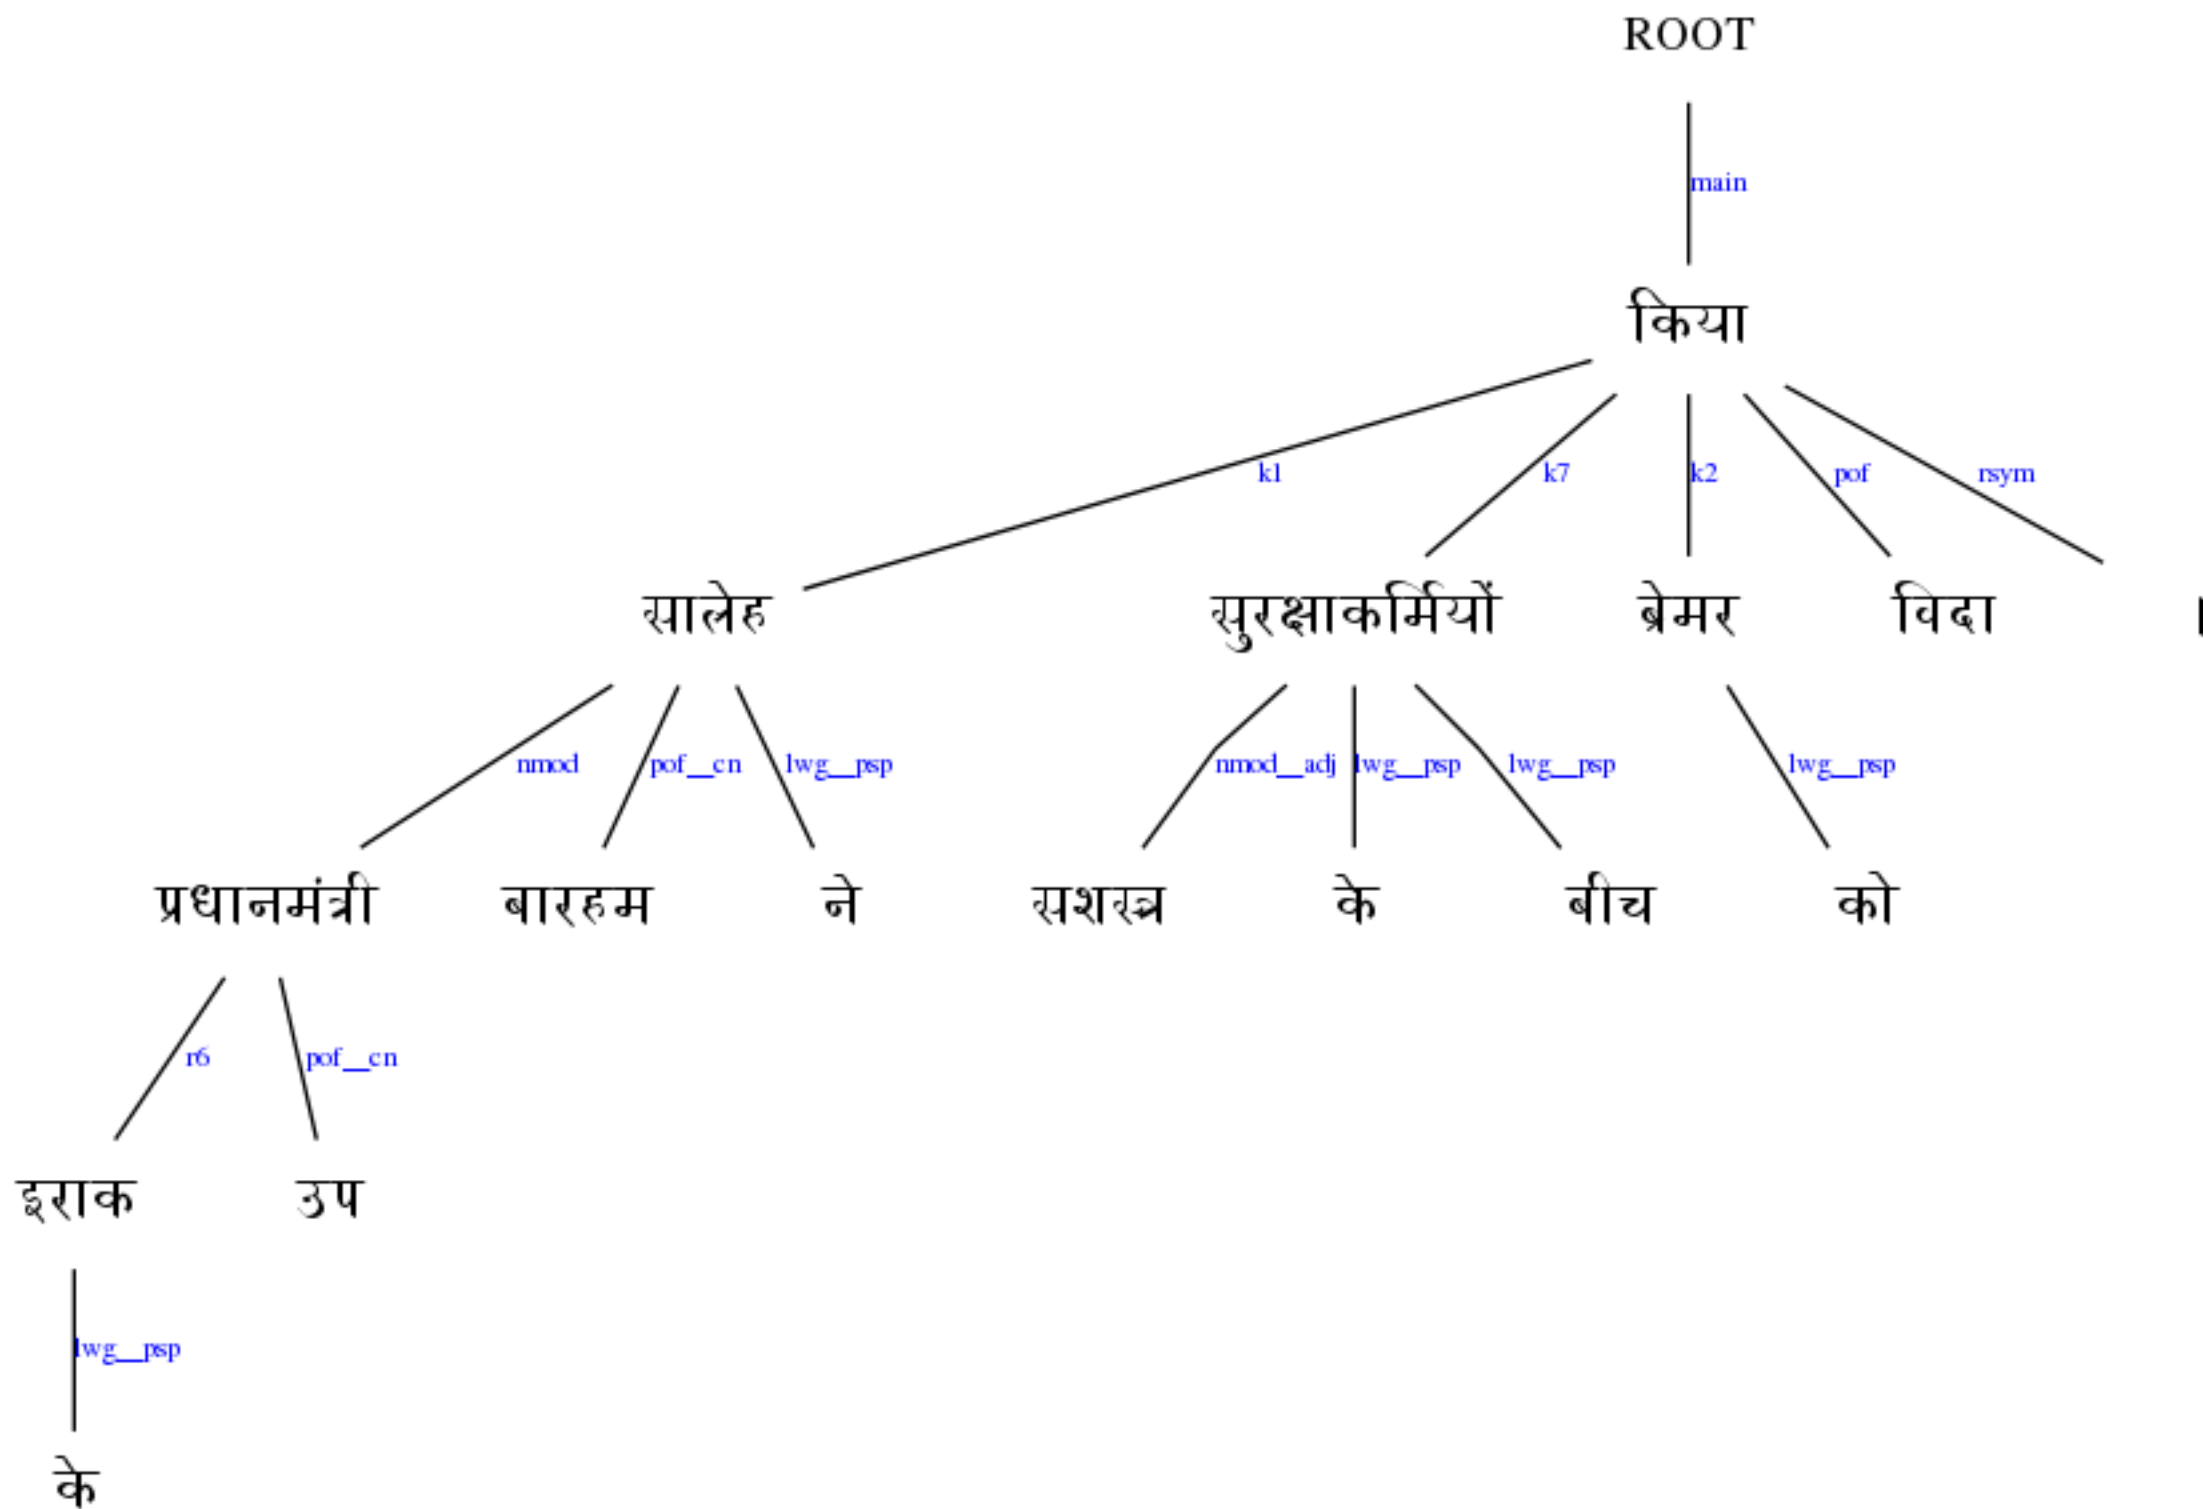 ROOT
main
किया
k1 k7 k2 pof rsym
सालेह सुरक्षाकर्मियों ब्रेमर विदा ।
nmod pof__cn lwg__psp nmod__adj lwg__psp lwg__psp lwg__psp
प्रधानमंत्री बारहम ने सशस्त्र के बीच को
r6 pof__cn
इराक उप
lwg__psp
के